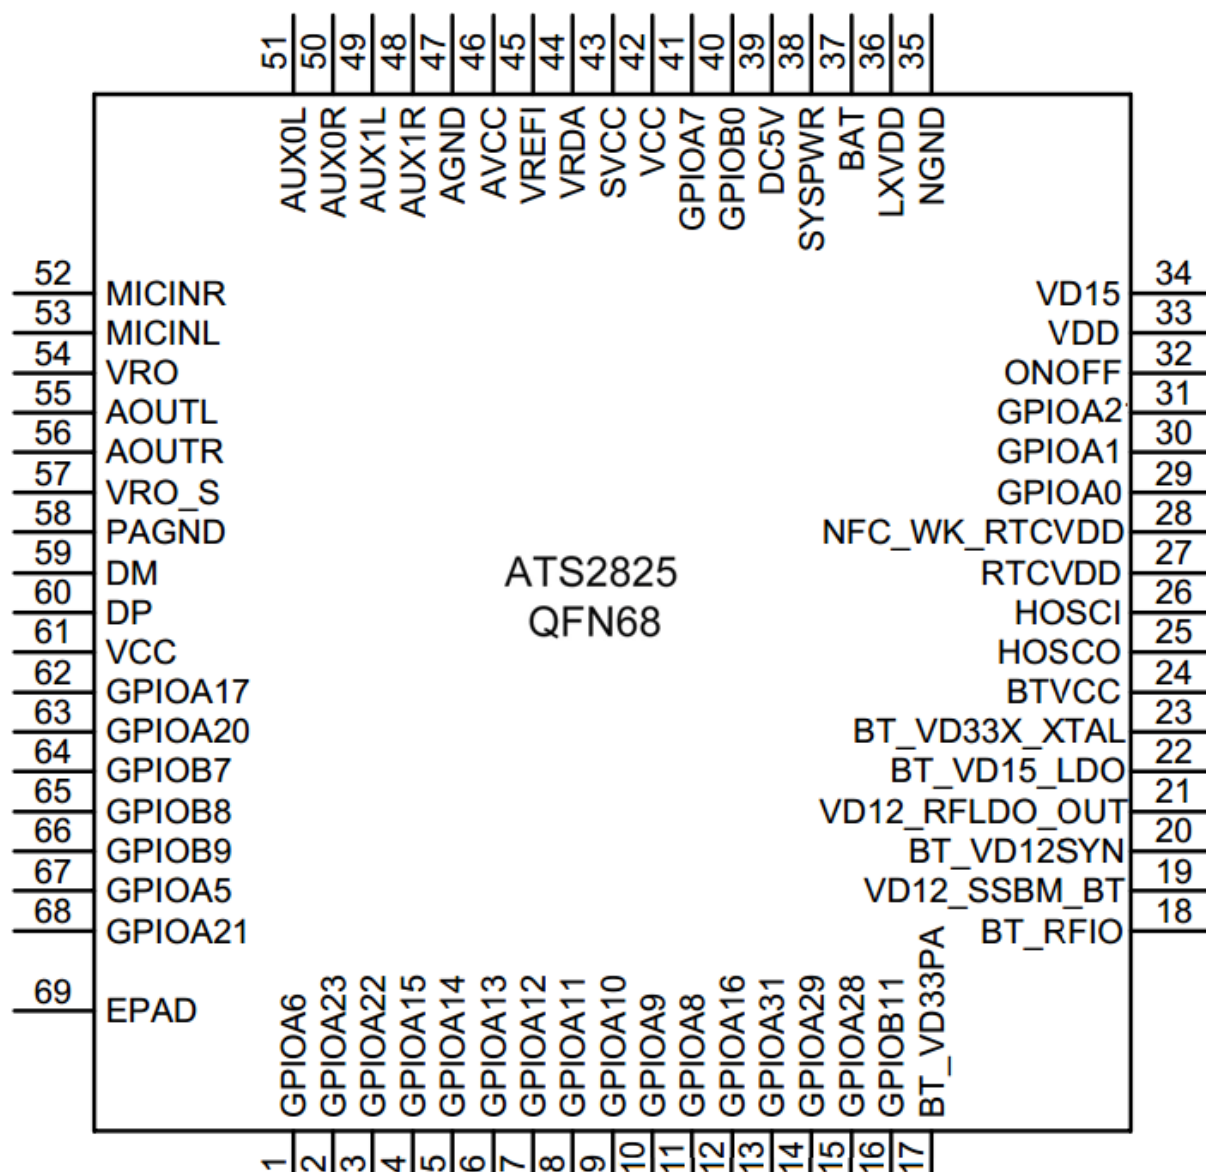 51 50 49 48 47 46 45 44 43 42 41 40 39 38 37 36 35
AUX0L AUX0R AUX1L AUX1R AGND AVCC VREFI VRDA SVCC VCC GPIOA7 GPIOB0 DC5V SYSPWR BAT LXVDD NGND
52 MICINR
53 MICINL
54 VRO
55 AOUTL
56 AOUTR
57 VRO_S
58 PAGND
59 DM
60 DP
61 VCC
62 GPIOA17
63 GPIOA20
64 GPIOB7
65 GPIOB8
66 GPIOB9
67 GPIOA5
68 GPIOA21
69 EPAD
ATS2825
QFN68
VD15 34
VDD 33
ONOFF 32
GPIOA2 31
GPIOA1 30
GPIOA0 29
NFC_WK_RTCVDD 28
RTCVDD 27
HOSCI 26
HOSCO 25
BTVCC 24
BT_VD33X_XTAL 23
BT_VD15_LDO 22
VD12_RFLDO_OUT 21
BT_VD12SYN 20
VD12_SSBM_BT 19
BT_RFIO 18
GPIOA6 GPIOA23 GPIOA22 GPIOA15 GPIOA14 GPIOA13 GPIOA12 GPIOA11 GPIOA10 GPIOA9 GPIOA8 GPIOA16 GPIOA31 GPIOA29 GPIOA28 GPIOB11 BT_VD33PA
1 2 3 4 5 6 7 8 9 10 11 12 13 14 15 16 17